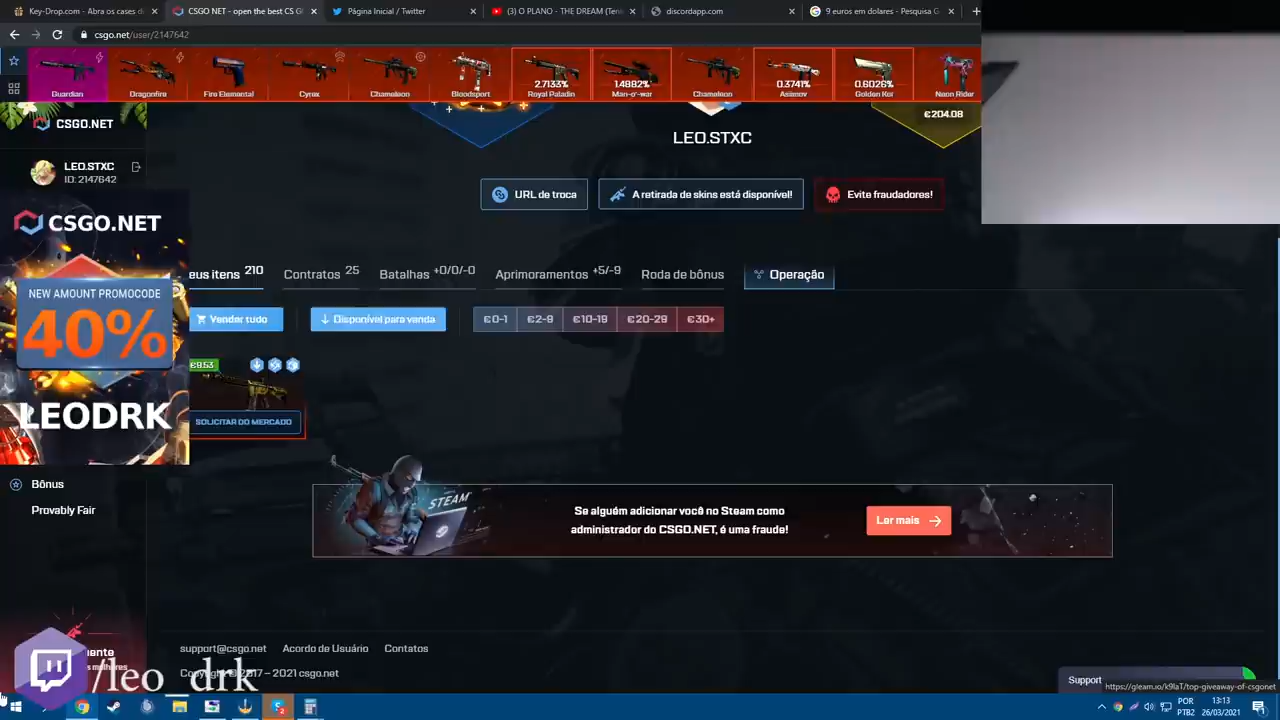 Key-Drop.com - Abra os cases d
CSGO.NET - open the best CS G
Página Inicial / Twitter
(3) O PLANO - THE DREAM (Ten
discordapp.com
9 euros em dolares - Pesquisa G
csgo.net/user/2147642
Guardian
Dragonfire
Fire Elemental
Cyrex
Chameleon
Bloodsport
2.7133%
Royal Paladin
1.4882%
Man-o'-war
Chameleon
0.3741%
Asiimov
0.6026%
Golden Koi
Neon Rider
CSGO.NET
LEO.STXC
ID: 2147642
€204.08
LEO.STXC
URL de troca
A retirada de skins está disponível!
Evite fraudadores!
CSGO.NET
NEW AMOUNT PROMOCODE
40%
LEODRK
eus itens 210
Contratos 25
Batalhas +0/=0/-0
Aprimoramentos +5/-9
Roda de bônus
Operação
Vender tudo
Disponível para venda
€0-1
€2-9
€10-19
€20-29
€30+
€9.53
SOLICITAR DO MERCADO
Bônus
Provably Fair
STEAM
Se alguém adicionar você no Steam como
administrador do CSGO.NET, é uma fraude!
Ler mais
support@csgo.net
Acordo de Usuário
Contatos
Copyright © 2017 – 2021 csgo.net
/leo_drk
Support
https://gleam.io/k9laT/top-giveaway-of-csgonet
POR
PTB2
13:13
26/03/2021